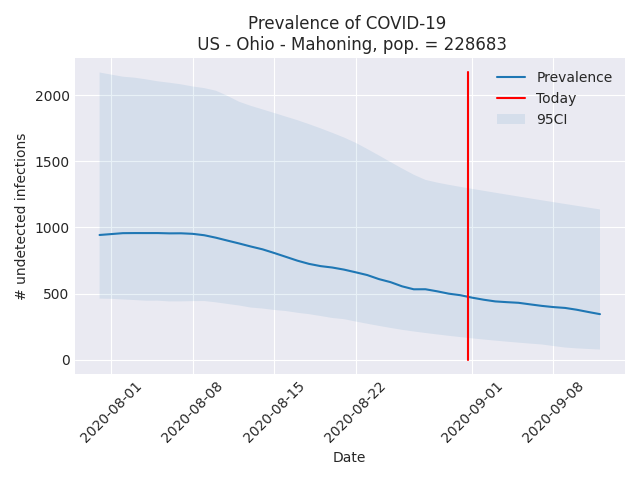 Prevalence of COVID-19
US - Ohio - Mahoning, pop. = 228683
# undetected infections
2000
1500
1000
500
0
Prevalence
Today
95CI
2020-08-01
2020-08-08
2020-08-15
2020-08-22
2020-09-01
2020-09-08
Date